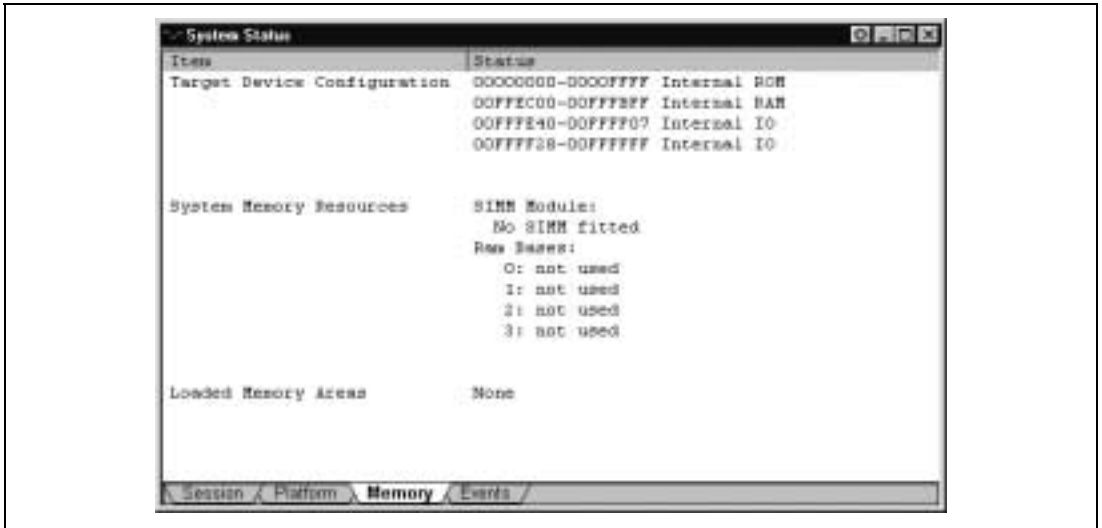 System Status
Item Status
Target Device Configuration 00000000-0000FFFF Internal ROM
00FFEC00-00FFFBFF Internal RAM
00FFFE40-00FFFF07 Internal IO
00FFFF28-00FFFFFF Internal IO
System Memory Resources SIMM Module:
No SIMM fitted
Ram Bases:
0: not used
1: not used
2: not used
3: not used
Loaded Memory Areas None
Session Platform Memory Events